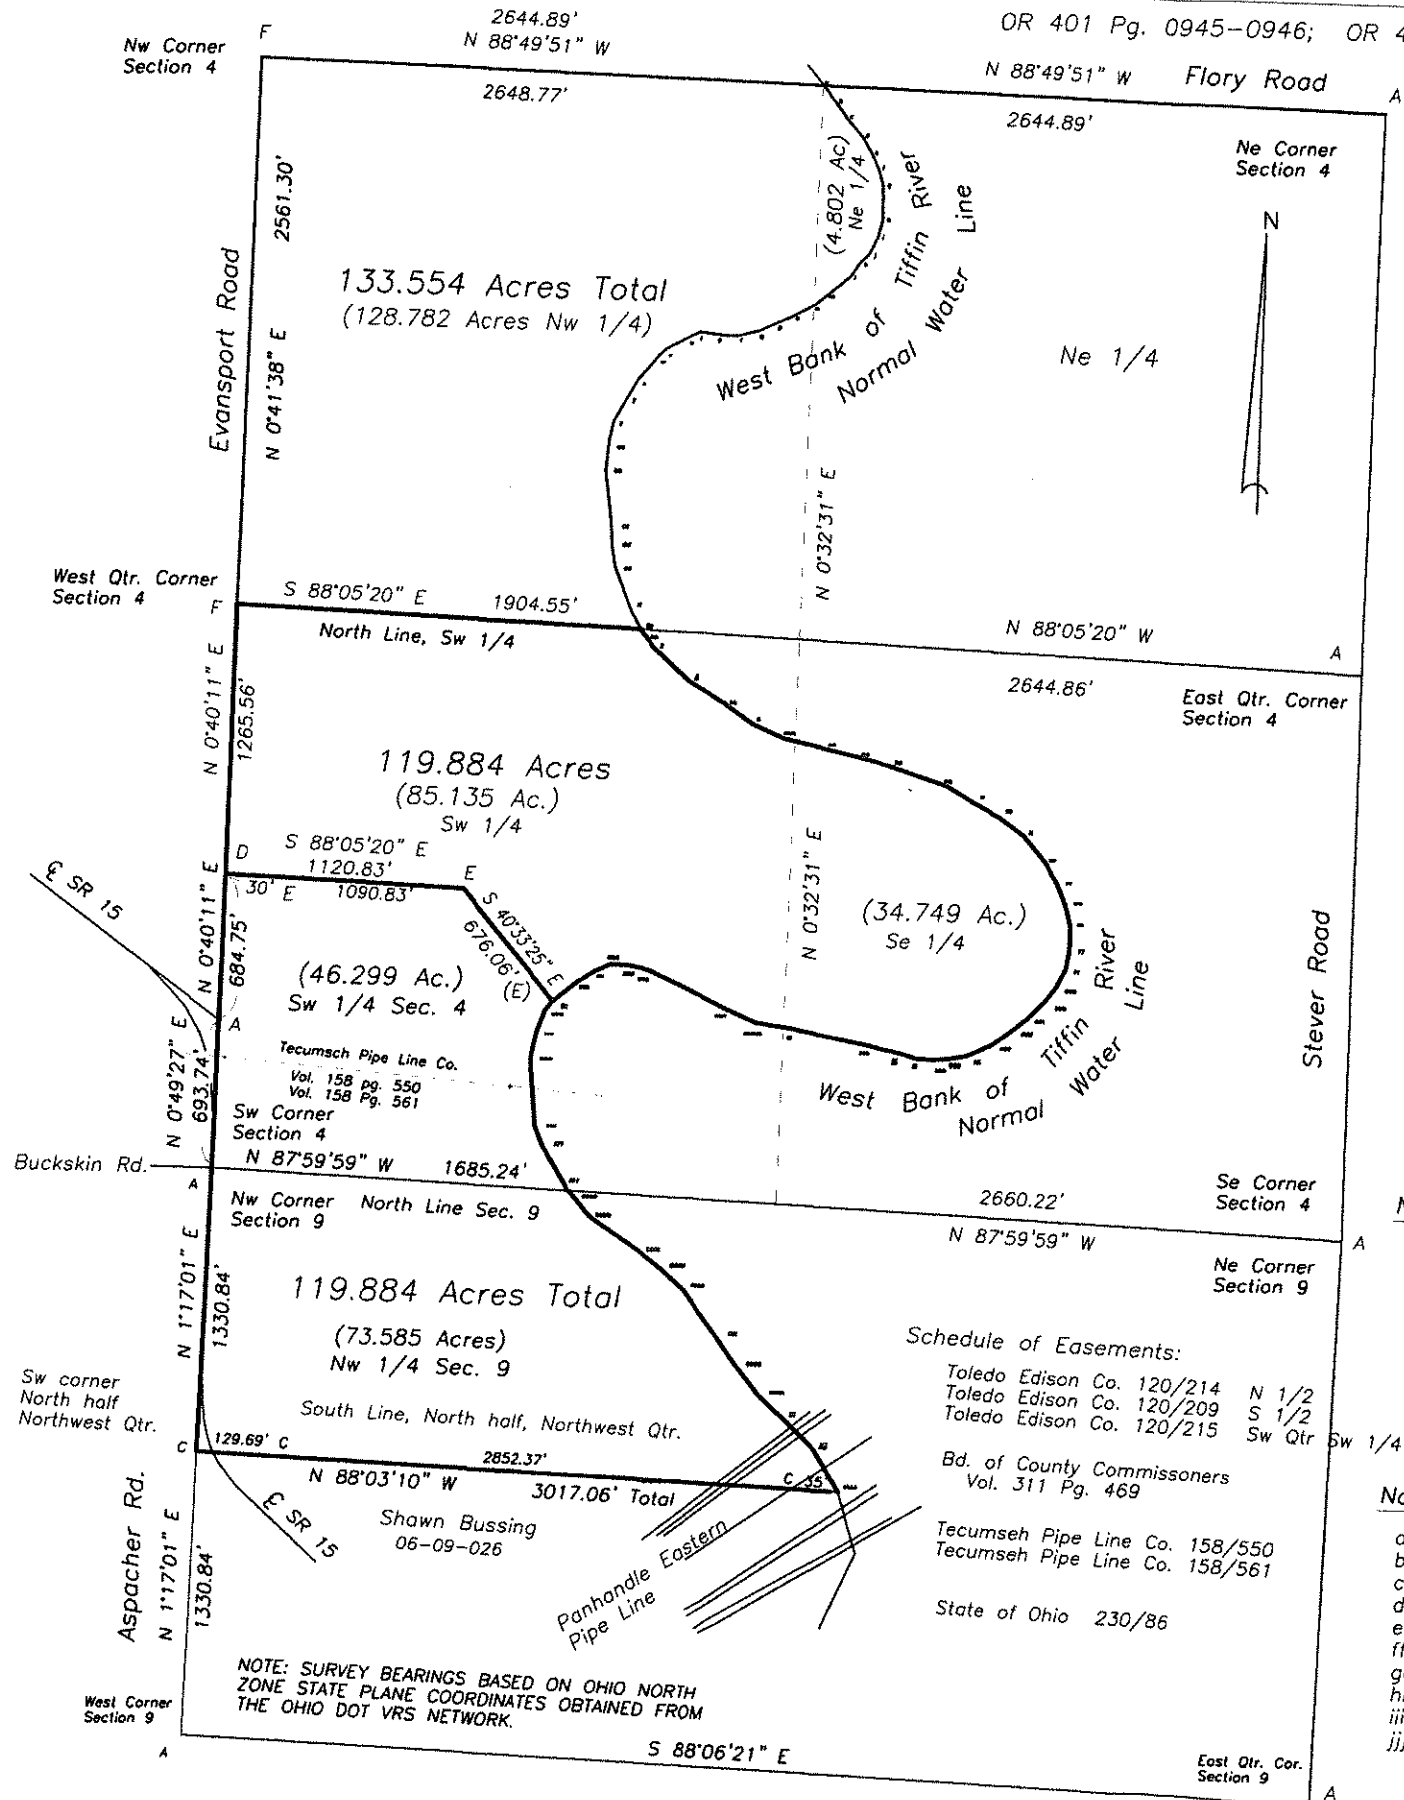 OR 401 Pg. 0945-0946; OR 4
2644.89'
N 88°49'51" W
F
Nw Corner
Section 4
2648.77'
N 88°49'51" W
Flory Road
A
2644.89'
Ne Corner
Section 4
N
2561.30'
N 0°41'38" E
Evansport Road
(4.802 Ac)
Ne 1/4
133.554 Acres Total
(128.782 Acres Nw 1/4)
West Bank of Tiffin River
Normal Water Line
Ne 1/4
N 0°32'31" E
West Qtr. Corner
Section 4
F
S 88°05'20" E
1904.55'
North Line, Sw 1/4
N 88°05'20" W
A
2644.86'
East Qtr. Corner
Section 4
N 0°40'11" E
1265.56'
119.884 Acres
(85.135 Ac.)
Sw 1/4
N 0°32'31" E
(34.749 Ac.)
Se 1/4
West Bank of Tiffin River
Normal Water Line
Stever Road
D
S 88°05'20" E
1120.83'
30' E
1090.83'
E
S 40°33'25" E
676.06'
(E)
℄ SR 15
N 0°40'11" E
684.75'
(46.299 Ac.)
Sw 1/4 Sec. 4
A
Tecumsch Pipe Line Co.
Vol. 158 pg. 550
Vol. 158 Pg. 561
N 0°49'27" E
693.74'
Sw Corner
Section 4
N 87°59'59" W
1685.24'
Buckskin Rd.
A
Nw Corner
Section 9
North Line Sec. 9
2660.22'
N 87°59'59" W
Se Corner
Section 4
A
Ne Corner
Section 9
N 1°17'01" E
1330.84'
119.884 Acres Total
(73.585 Acres)
Nw 1/4 Sec. 9
South Line, North half, Northwest Qtr.
Sw corner
North half
Northwest Qtr.
C
129.69' C
2852.37'
C 35'
N 88°03'10" W
3017.06' Total
Shawn Bussing
06-09-026
℄ SR 15
Panhandle Eastern
Pipe Line
Aspacher Rd.
N 1°17'01" E
1330.84'
Schedule of Easements:
Toledo Edison Co. 120/214 N 1/2
Toledo Edison Co. 120/209 S 1/2
Toledo Edison Co. 120/215 Sw Qtr Sw 1/4
Bd. of County Commissoners
Vol. 311 Pg. 469
Tecumseh Pipe Line Co. 158/550
Tecumseh Pipe Line Co. 158/561
State of Ohio 230/86
NOTE: SURVEY BEARINGS BASED ON OHIO NORTH
ZONE STATE PLANE COORDINATES OBTAINED FROM
THE OHIO DOT VRS NETWORK.
West Corner
Section 9
A
S 88°06'21" E
East Qtr. Cor.
Section 9
A